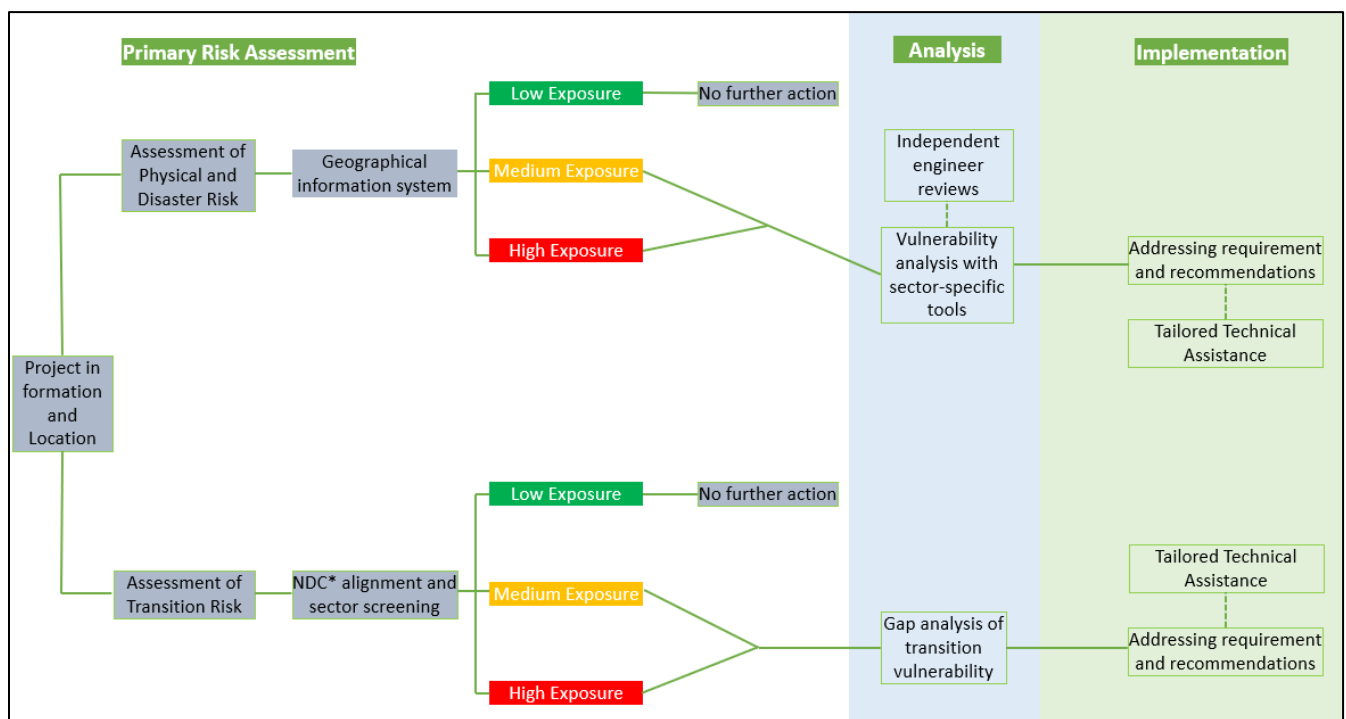 Primary Risk Assessment
Analysis
Implementation
Low Exposure
No further action
Assessment of
Physical and
Disaster Risk
Geographical
information system
Medium Exposure
High Exposure
Independent
engineer
reviews
Vulnerability
analysis with
sector-specific
tools
Addressing requirement
and recommendations
Tailored Technical
Assistance
Project in
formation
and
Location
Low Exposure
No further action
Assessment of
Transition Risk
NDC* alignment and
sector screening
Medium Exposure
High Exposure
Gap analysis of
transition
vulnerability
Tailored Technical
Assistance
Addressing requirement
and recommendations